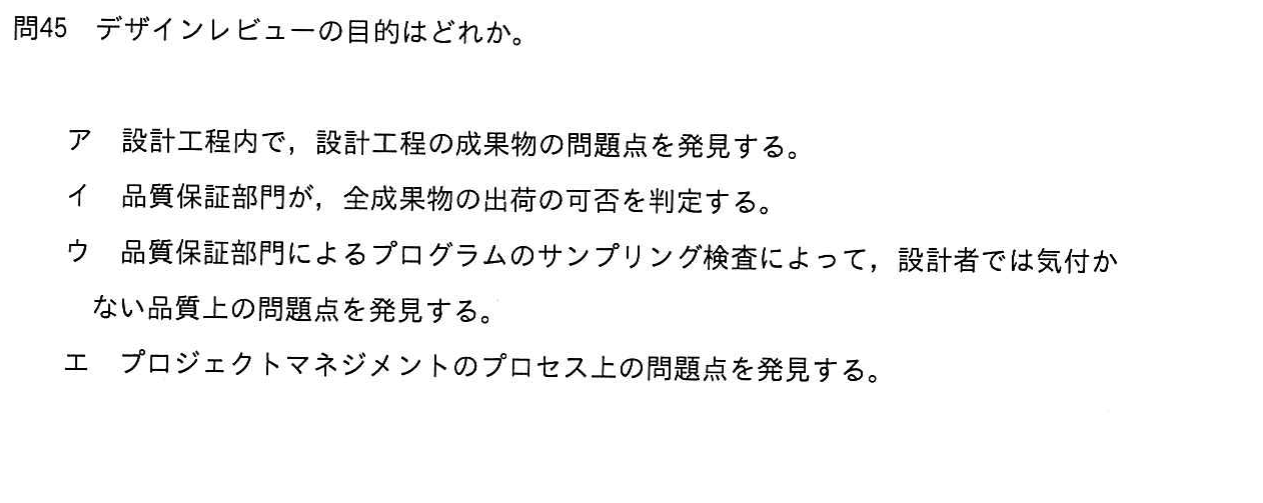 問45　デザインレビューの目的はどれか。
ア　設計工程内で，設計工程の成果物の問題点を発見する。
イ　品質保証部門が，全成果物の出荷の可否を判定する。
ウ　品質保証部門によるプログラムのサンプリング検査によって，設計者では気付か
ない品質上の問題点を発見する。
エ　プロジェクトマネジメントのプロセス上の問題点を発見する。